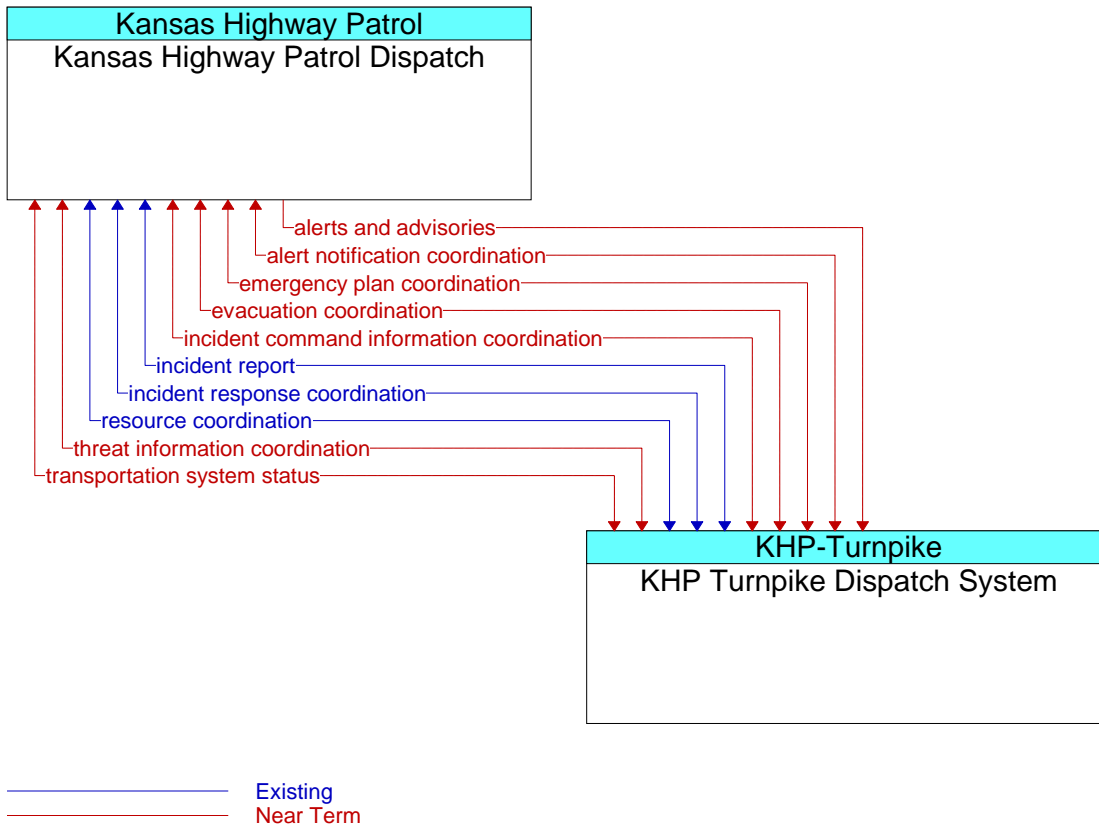 Kansas Highway Patrol
Kansas Highway Patrol Dispatch
alerts and advisories
alert notification coordination
emergency plan coordination
evacuation coordination
incident command information coordination
incident report
incident response coordination
resource coordination
threat information coordination
transportation system status
KHP-Turnpike
KHP Turnpike Dispatch System
Existing
Near Term